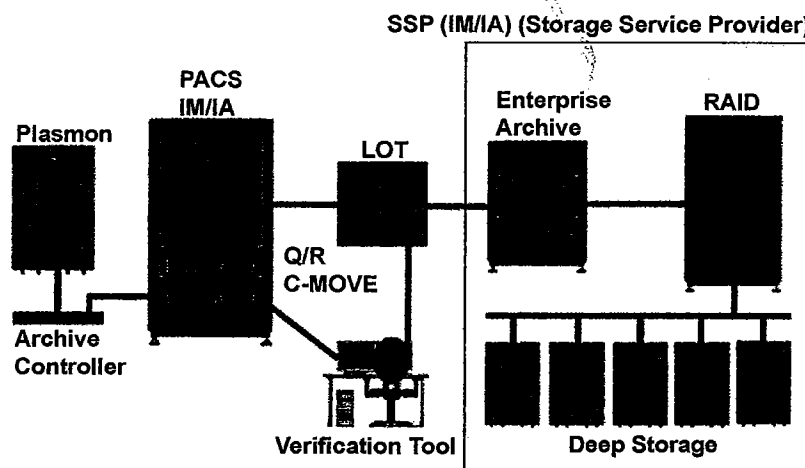 SSP (IM/IA) (Storage Service Provider)
PACS
IM/IA
Plasmon
LOT
Enterprise
Archive
RAID
Q/R
C-MOVE
Archive
Controller
Verification Tool
Deep Storage